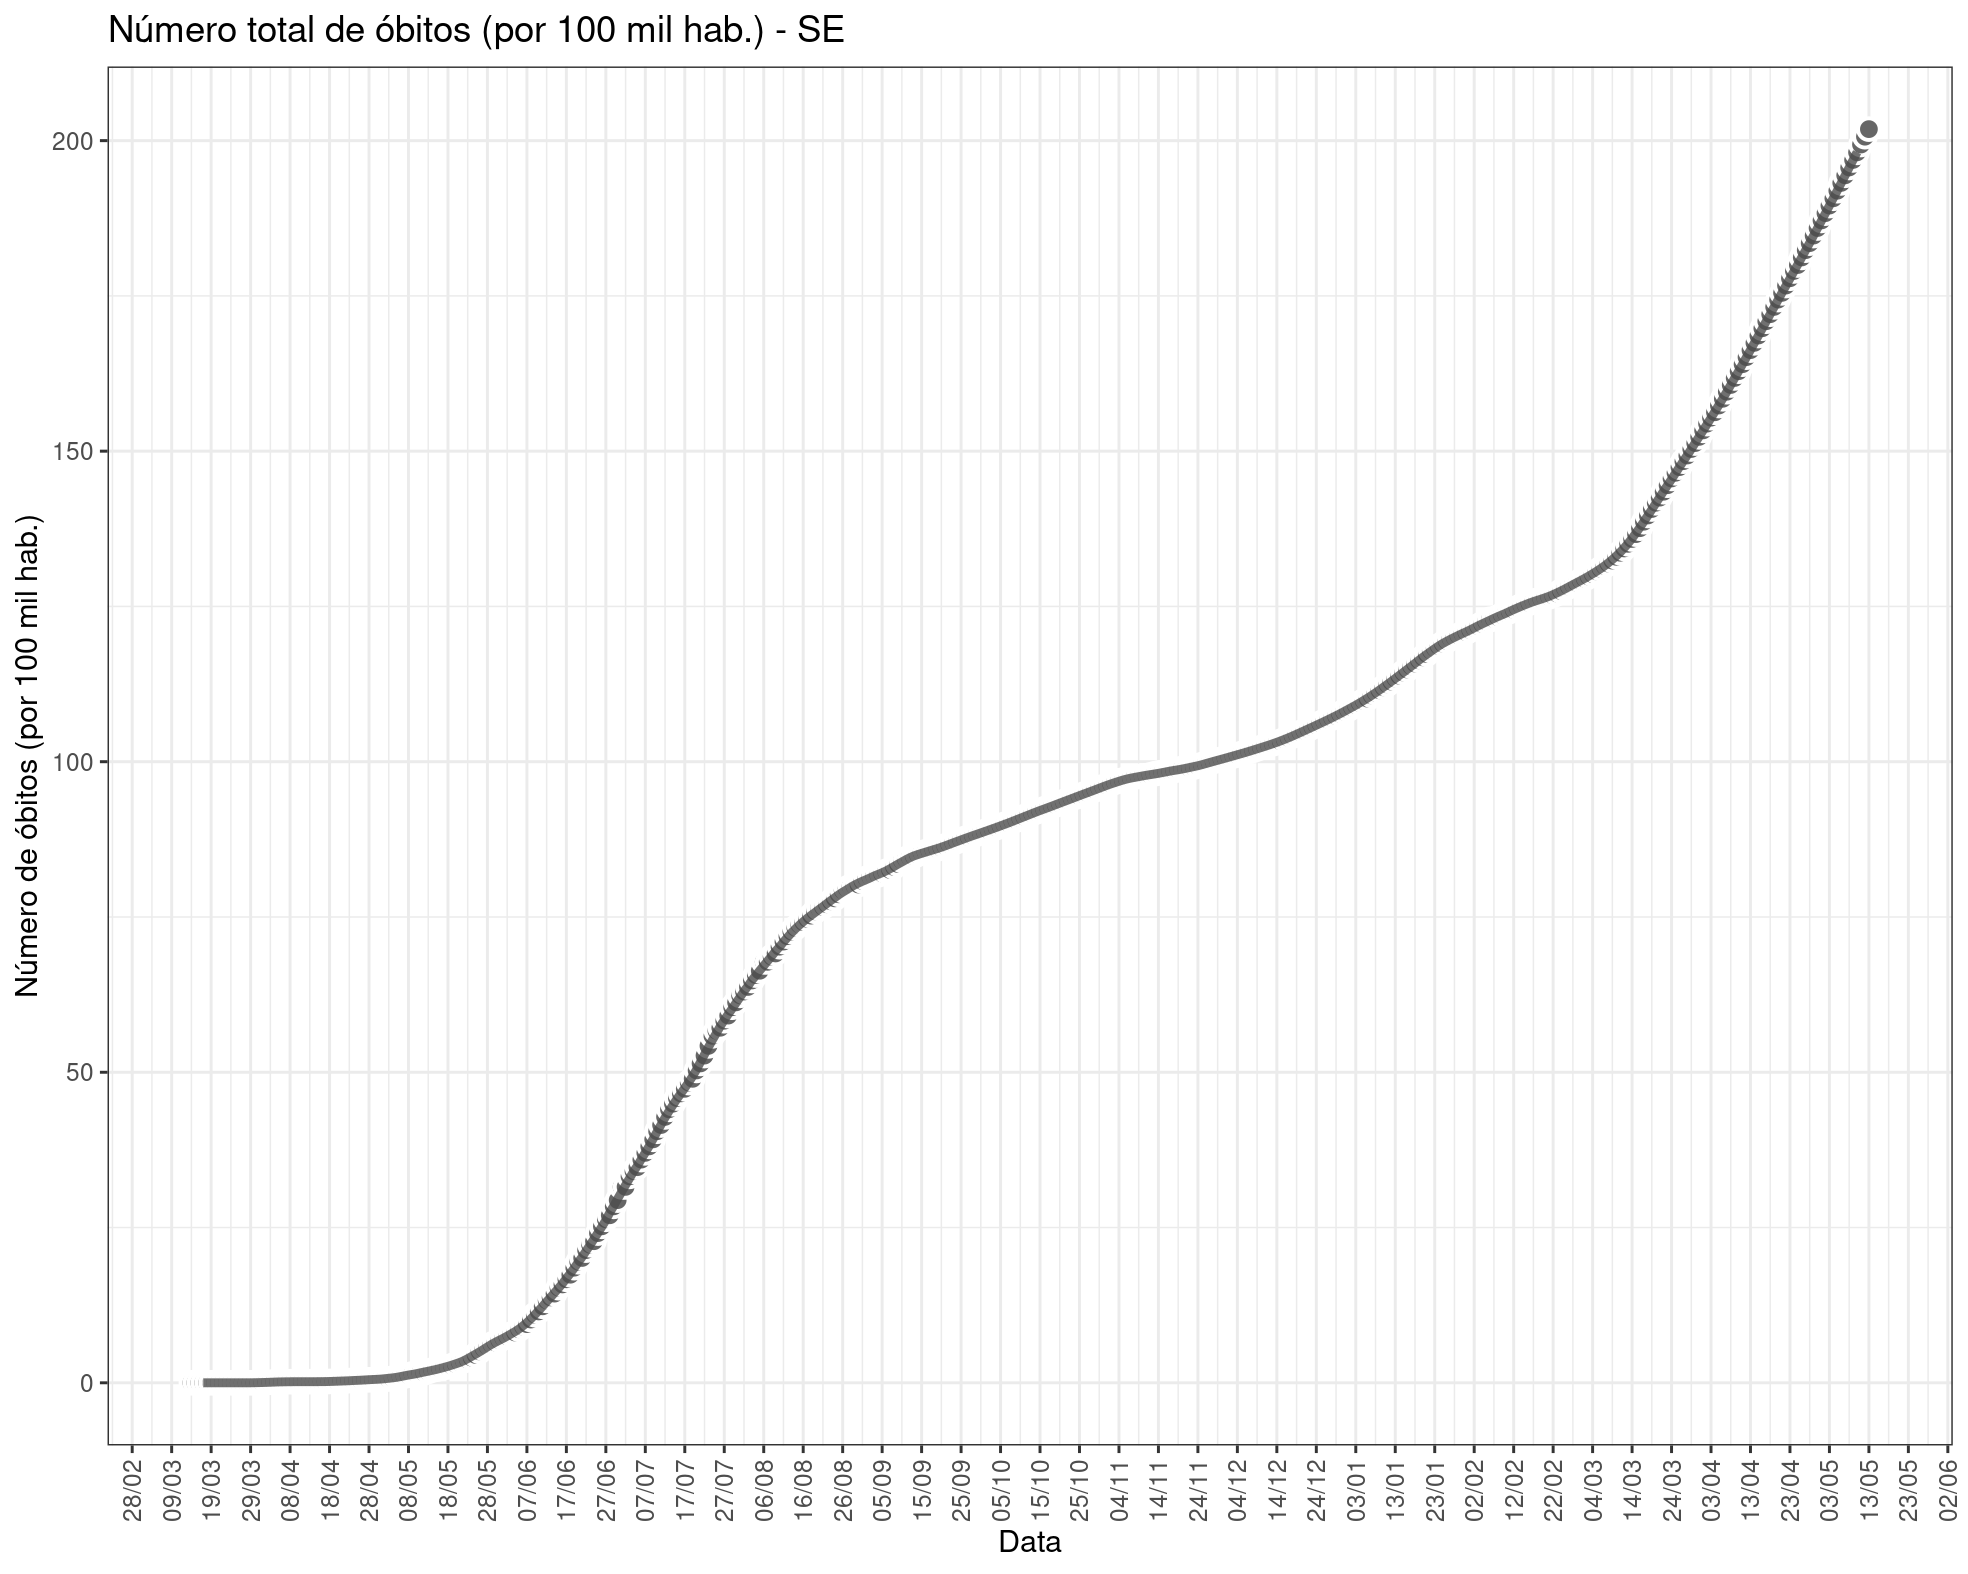 Número total de óbitos (por 100 mil hab.) - SE
Número de óbitos (por 100 mil hab.)
200
150
100
50
0
28/02 09/03 19/03 29/03 08/04 18/04 28/04 08/05 18/05 28/05 07/06 17/06 27/06 07/07 17/07 27/07 06/08 16/08 26/08 05/09 15/09 25/09 05/10 15/10 25/10 04/11 14/11 24/11 04/12 14/12 24/12 03/01 13/01 23/01 02/02 12/02 22/02 04/03 14/03 24/03 03/04 13/04 23/04 03/05 13/05 23/05 02/06
Data